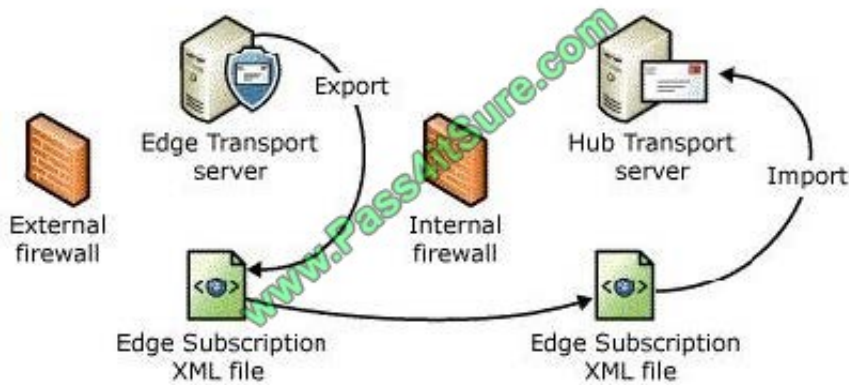 Export
Edge Transport
server
Hub Transport
server
Import
External
firewall
Internal
firewall
www.Pass4itSure.com
Edge Subscription
XML file
Edge Subscription
XML file